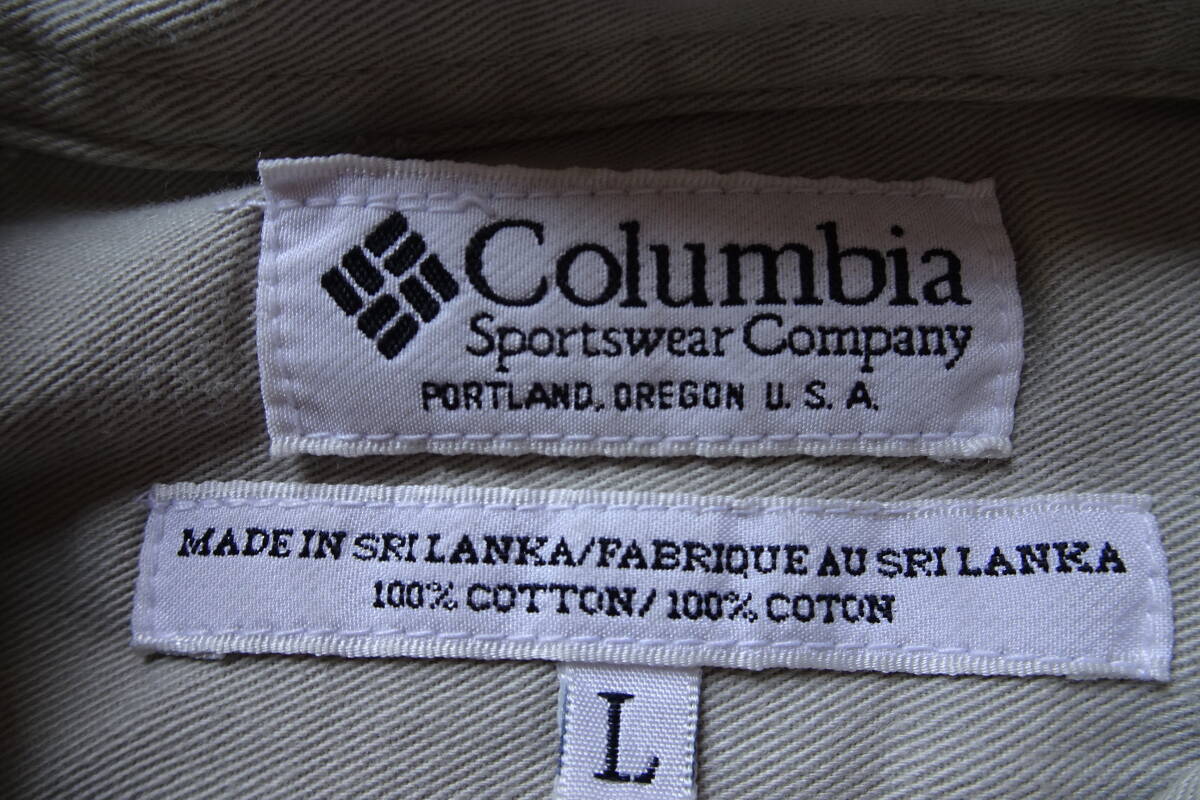 Columbia
Sportswear Company
PORTLAND, OREGON U. S. A.
MADE IN SRI LANKA/FABRIQUE AU SRI LANKA
100% COTTON/100% COTON
L